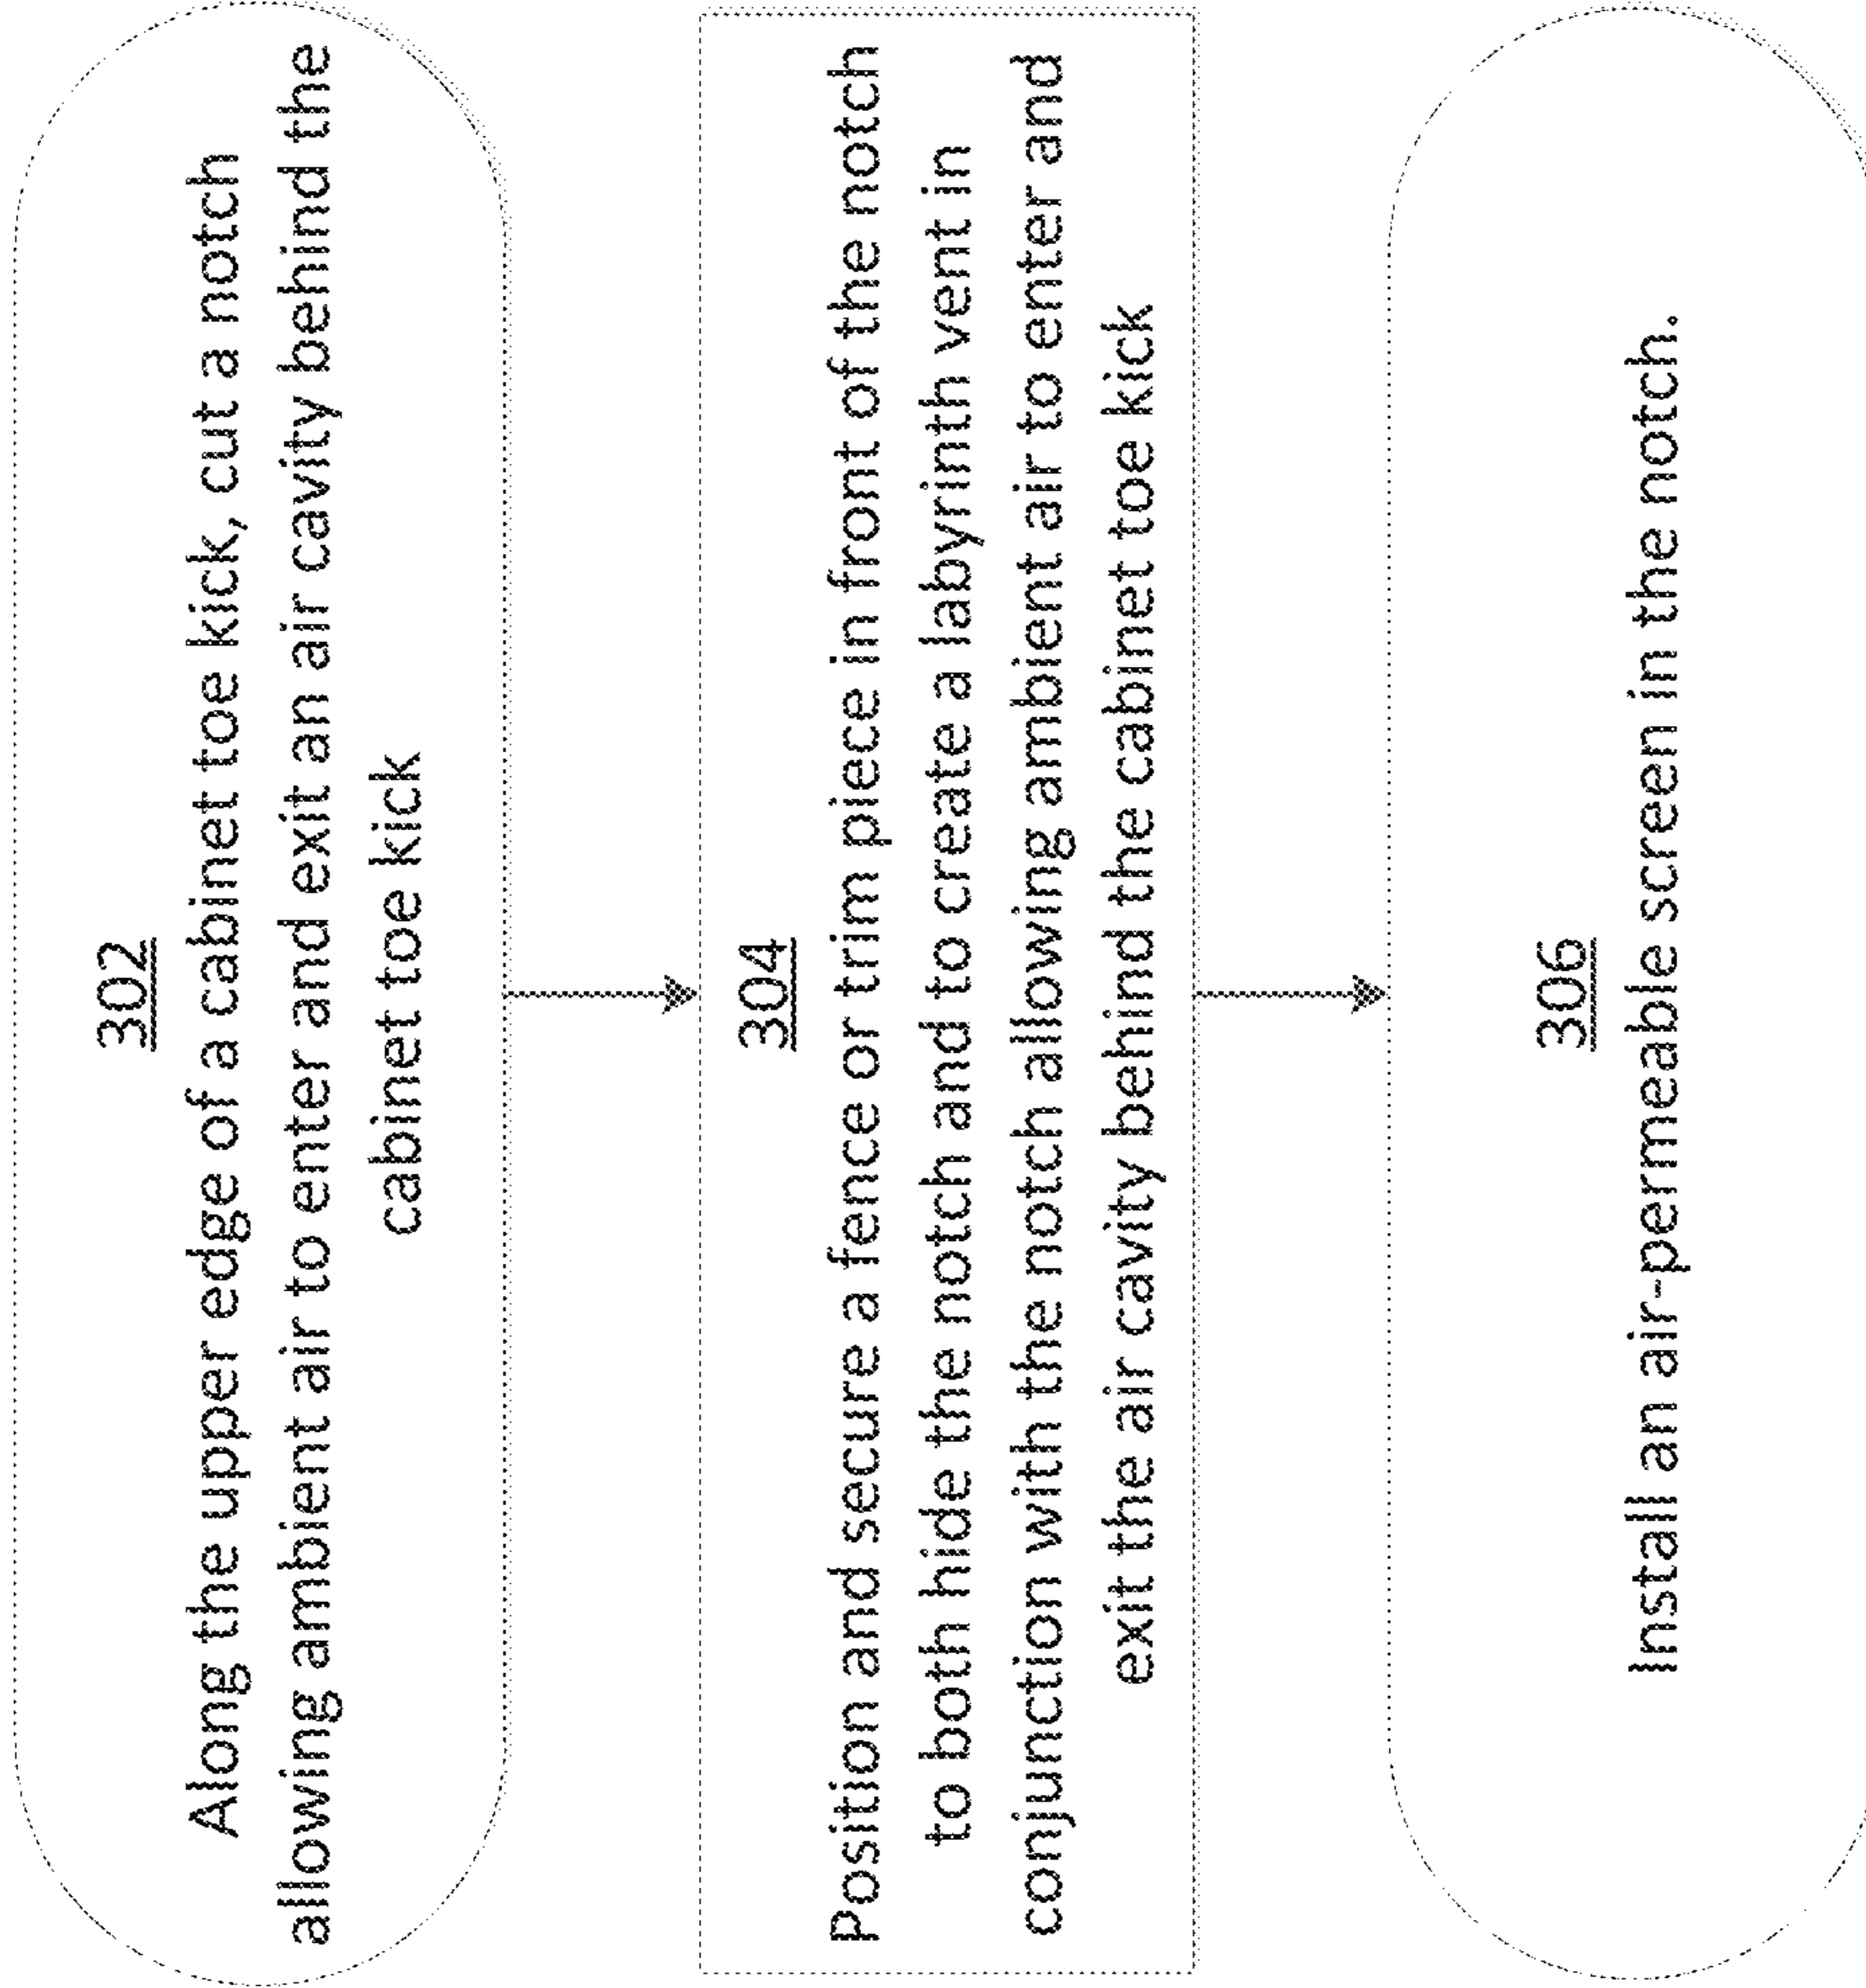 302
Along the upper edge of a cabinet toe kick, cut a notch
allowing ambient air to enter and exit an air cavity behind the
cabinet toe kick
304
Position and secure a fence or trim piece in front of the notch
to both hide the notch and to create a labyrinth vent in
conjunction with the notch allowing ambient air to enter and
exit the air cavity behind the cabinet toe kick
306
Install an air-permeable screen in the notch.